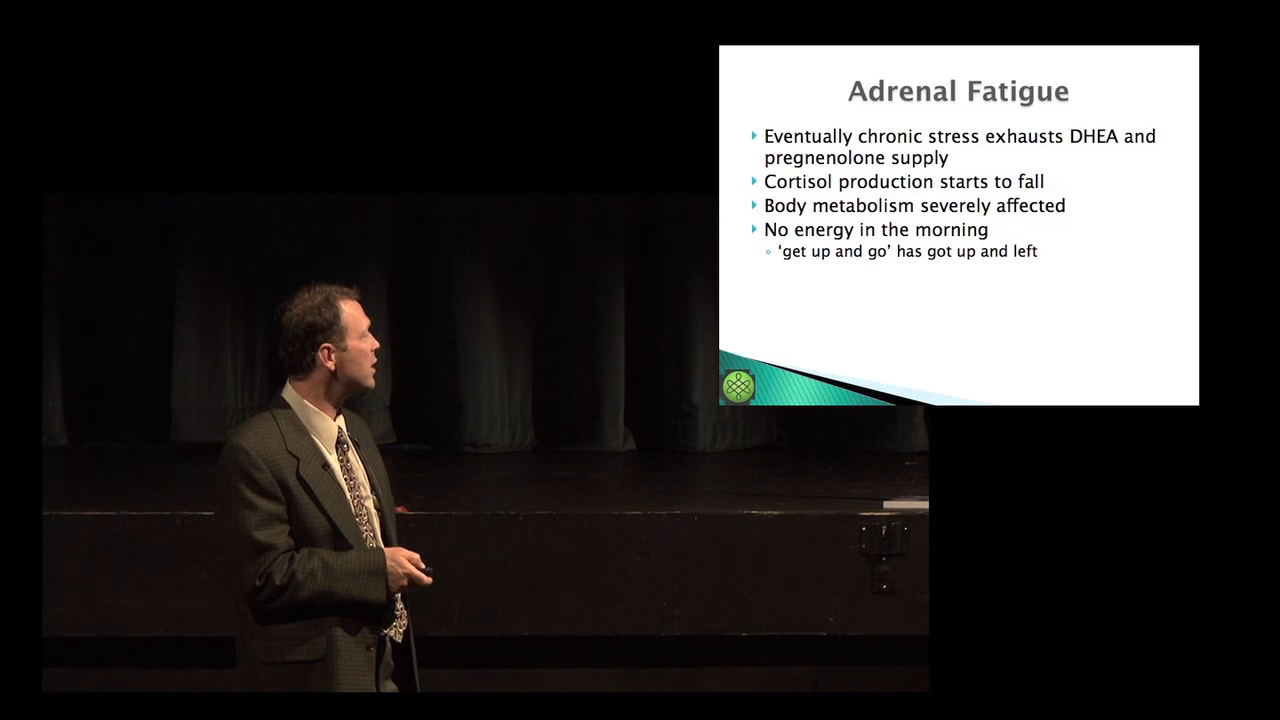 Adrenal Fatigue
Eventually chronic stress exhausts DHEA and
pregnenolone supply
Cortisol production starts to fall
Body metabolism severely affected
No energy in the morning
‘get up and go’ has got up and left